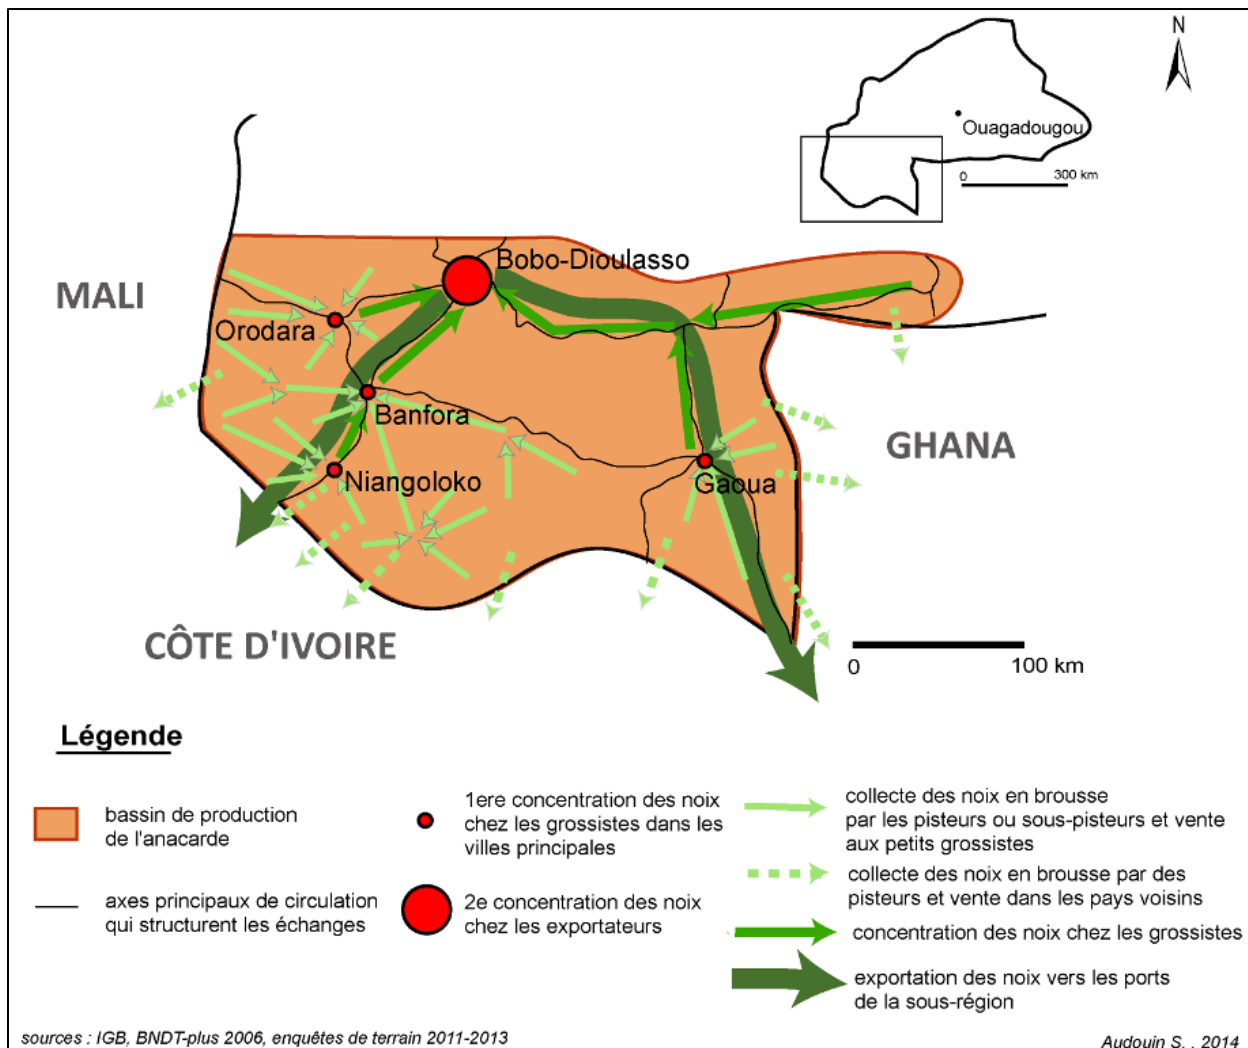 N
Ouagadougou
0 300 km
Bobo-Dioulasso
MALI
Orodara
Banfora
GHANA
Niangoloko
Gaoua
CÔTE D'IVOIRE
0 100 km
Légende
bassin de production
de l'anacarde
axes principaux de circulation
qui structurent les échanges
1ere concentration des noix
chez les grossistes dans les
villes principales
2e concentration des noix
chez les exportateurs
collecte des noix en brousse
par les pisteurs ou sous-pisteurs et vente
aux petits grossistes
collecte des noix en brousse par des
pisteurs et vente dans les pays voisins
concentration des noix chez les grossistes
exportation des noix vers les ports
de la sous-région
sources : IGB, BNDT-plus 2006, enquêtes de terrain 2011-2013
Audouin S. , 2014